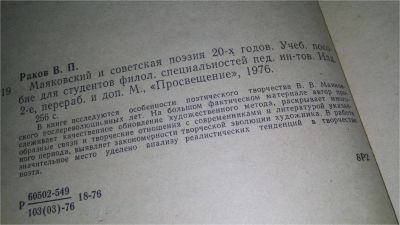 Раков В. П.
19
Маяковский и советская поэзия 20-х годов. Учеб. посо-
бие для студентов филол. специальностей пед. ин-тов. Изд.
2-е, перераб. и доп. М., «Просвещение», 1976.
256 с.
В книге исследуются особенности поэтического творчества В. В. Маяков-
ского послереволюционных лет. На большом фактическом материале автор про-
слеживает качественное обновление художественного метода, раскрывает много-
образные связи и творческие отношения с современниками и литературой указан-
ного периода, выявляет закономерности творческой эволюции художника. В работе
значительное место уделено анализу реалистических тенденций в творчестве
поэта.
Р 60502-549
103(03)-76 18-76
8Р2